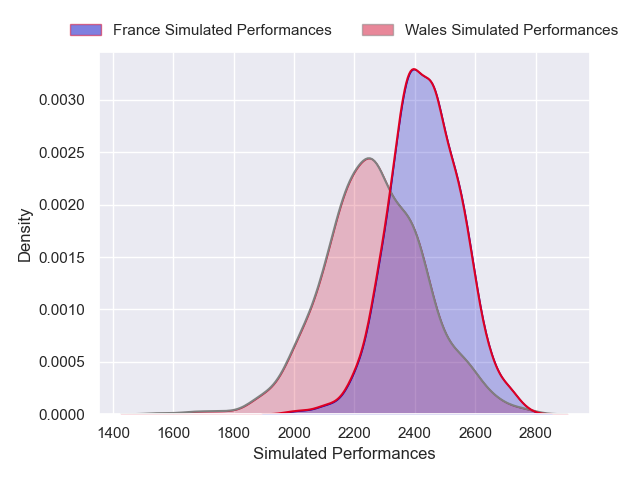 France Simulated Performances
Wales Simulated Performances
0.0030
0.0025
0.0020
0.0015
0.0010
0.0005
0.0000
Density
1400 1600 1800 2000 2200 2400 2600 2800
Simulated Performances